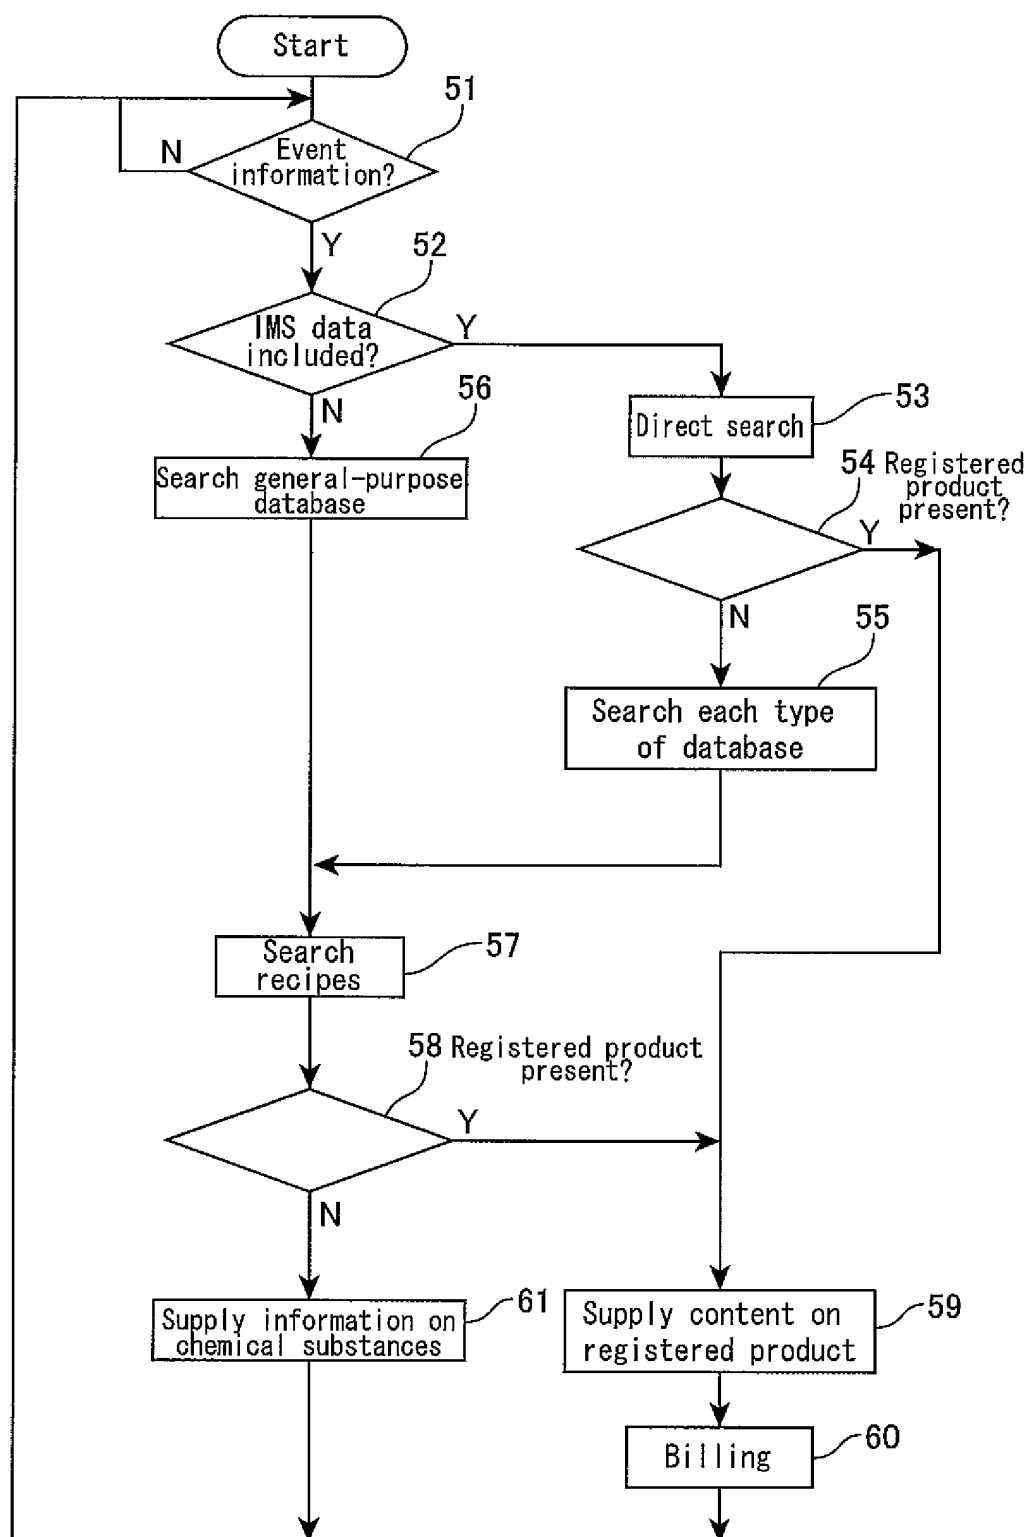 Start
51
Event
information?
N
Y
52
IMS data
included?
Y
N
56
Search general-purpose
database
53
Direct search
54
Registered
product
present?
Y
N
55
Search each type
of database
57
Search
recipes
58
Registered product
present?
Y
N
61
Supply information on
chemical substances
59
Supply content on
registered product
60
Billing